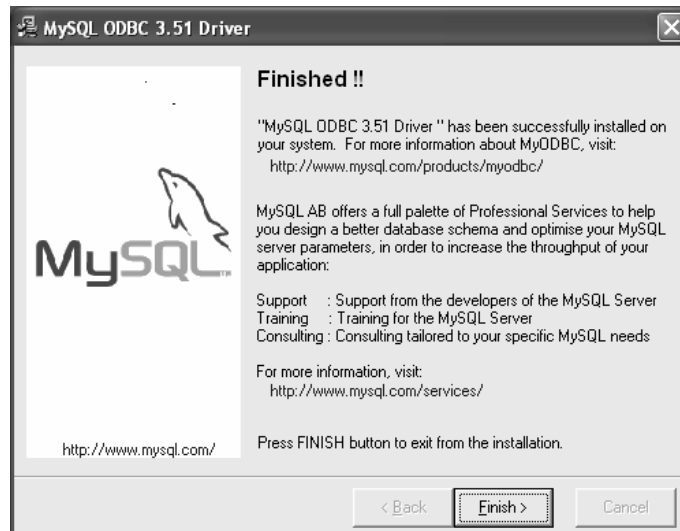 MySQL ODBC 3.51 Driver
Finished !!
"MySQL ODBC 3.51 Driver " has been successfully installed on
your system. For more information about MyODBC, visit:
http://www.mysql.com/products/myodbc/
MySQL AB offers a full palette of Professional Services to help
you design a better database schema and optimise your MySQL
server parameters, in order to increase the throughput of your
application:
Support : Support from the developers of the MySQL Server
Training : Training for the MySQL Server
Consulting : Consulting tailored to your specific MySQL needs
For more information, visit:
http://www.mysql.com/services/
Press FINISH button to exit from the installation.
MySQL
TM
http://www.mysql.com/
< Back
Finish >
Cancel